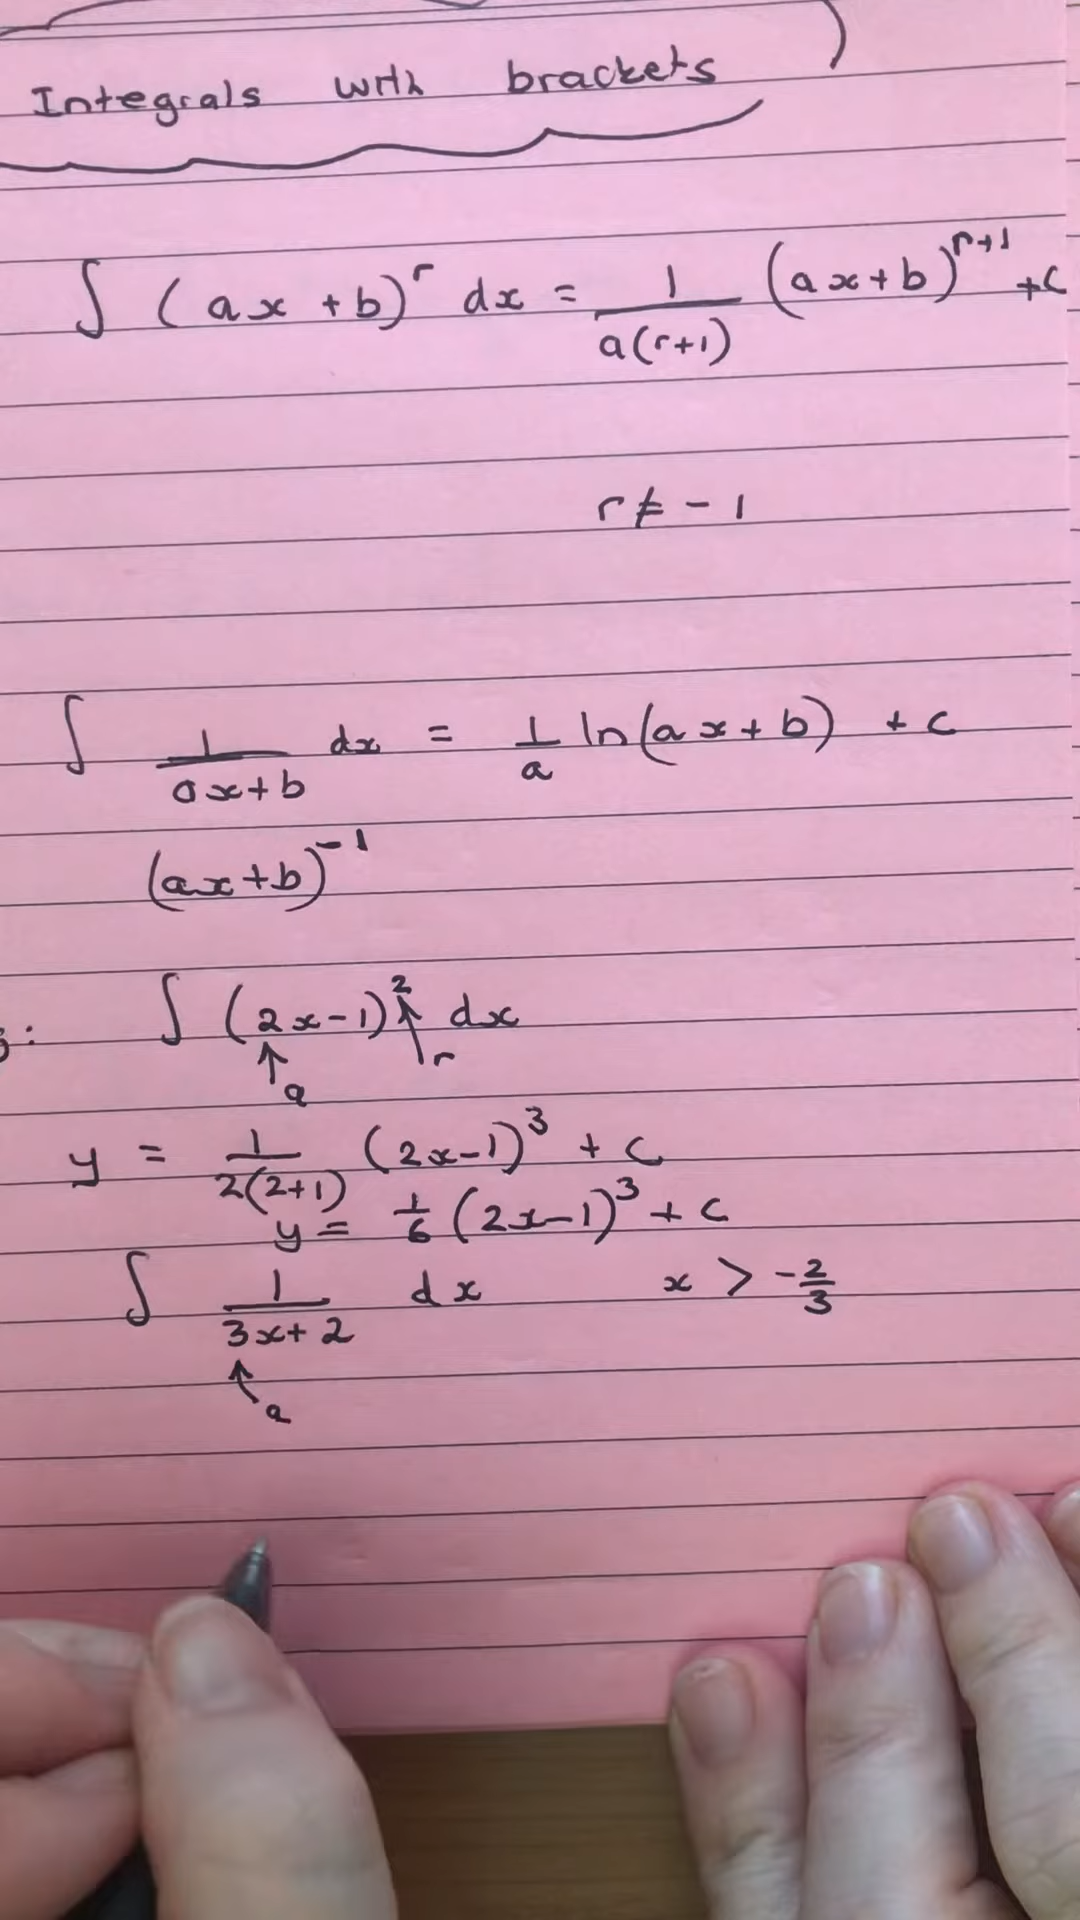 Integrals with brackets
∫ (ax + b)^r dx = 1/a(r+1) (ax+b)^(r+1) + c
r ≠ - 1
∫ 1/ax+b dx = 1/a ln(ax+b) + c
(ax+b)^-1
: ∫ (2x-1)^2 dx
a r
y = 1/2(2+1) (2x-1)^3 + c
y = 1/6 (2x-1)^3 + c
∫ 1/3x+2 dx x > -2/3
a